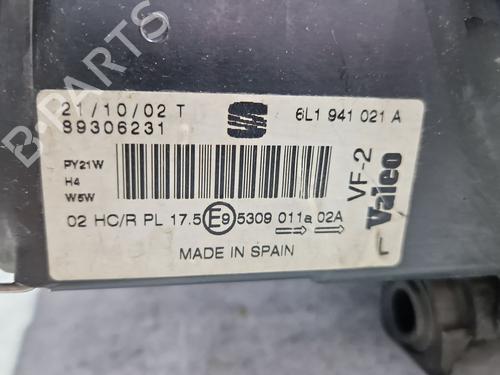 B-PARTS
21/10/02 T
89306231
6L1 941 021 A
PY21W
H4
W5W
VF-2
Valeo
L
02 HC/R PL 17.5 E9 5309 011a 02A
MADE IN SPAIN